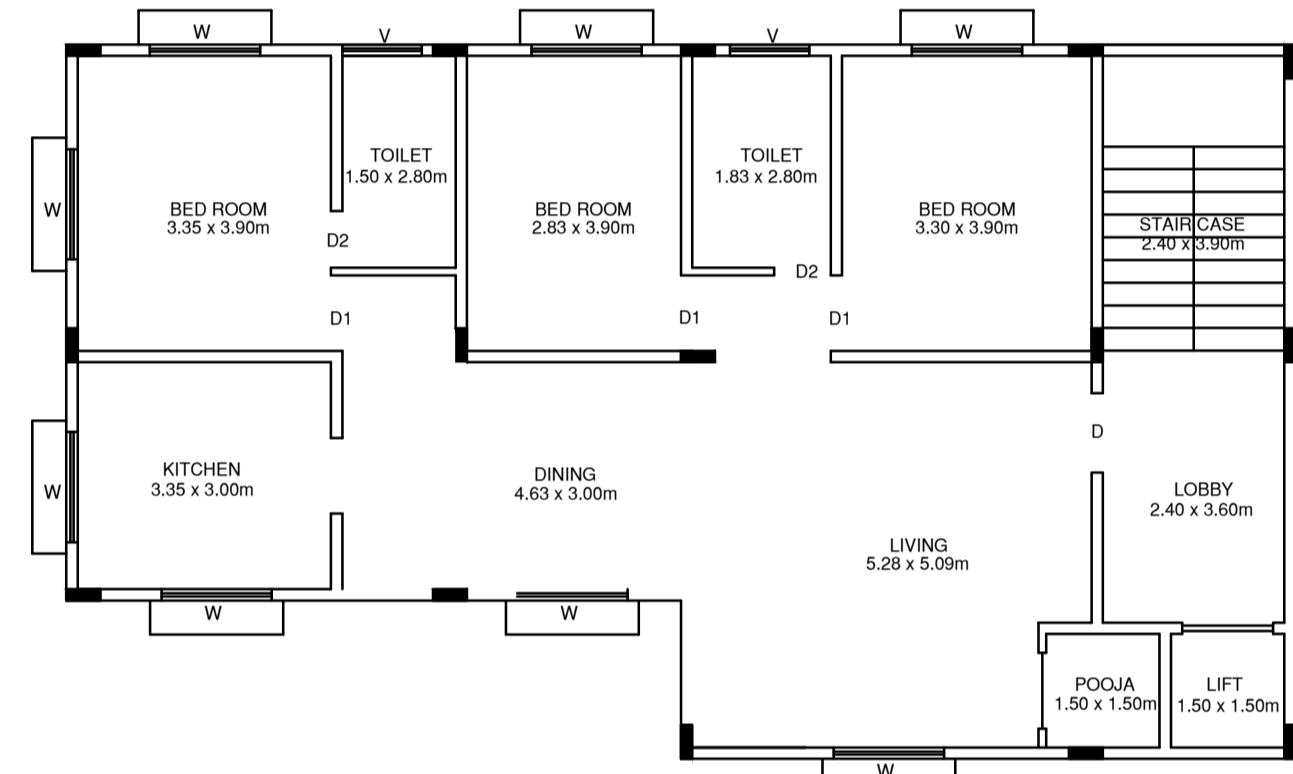 W
V
W
V
W
TOILET
1.50 x 2.80m
TOILET
1.83 x 2.80m
W
BED ROOM
3.35 x 3.90m
BED ROOM
2.83 x 3.90m
BED ROOM
3.30 x 3.90m
STAIR CASE
2.40 x 3.90m
D2
D2
D1
D1
D1
D
W
KITCHEN
3.35 x 3.00m
DINING
4.63 x 3.00m
LOBBY
2.40 x 3.60m
LIVING
5.28 x 5.09m
W
W
POOJA
1.50 x 1.50m
LIFT
1.50 x 1.50m
W